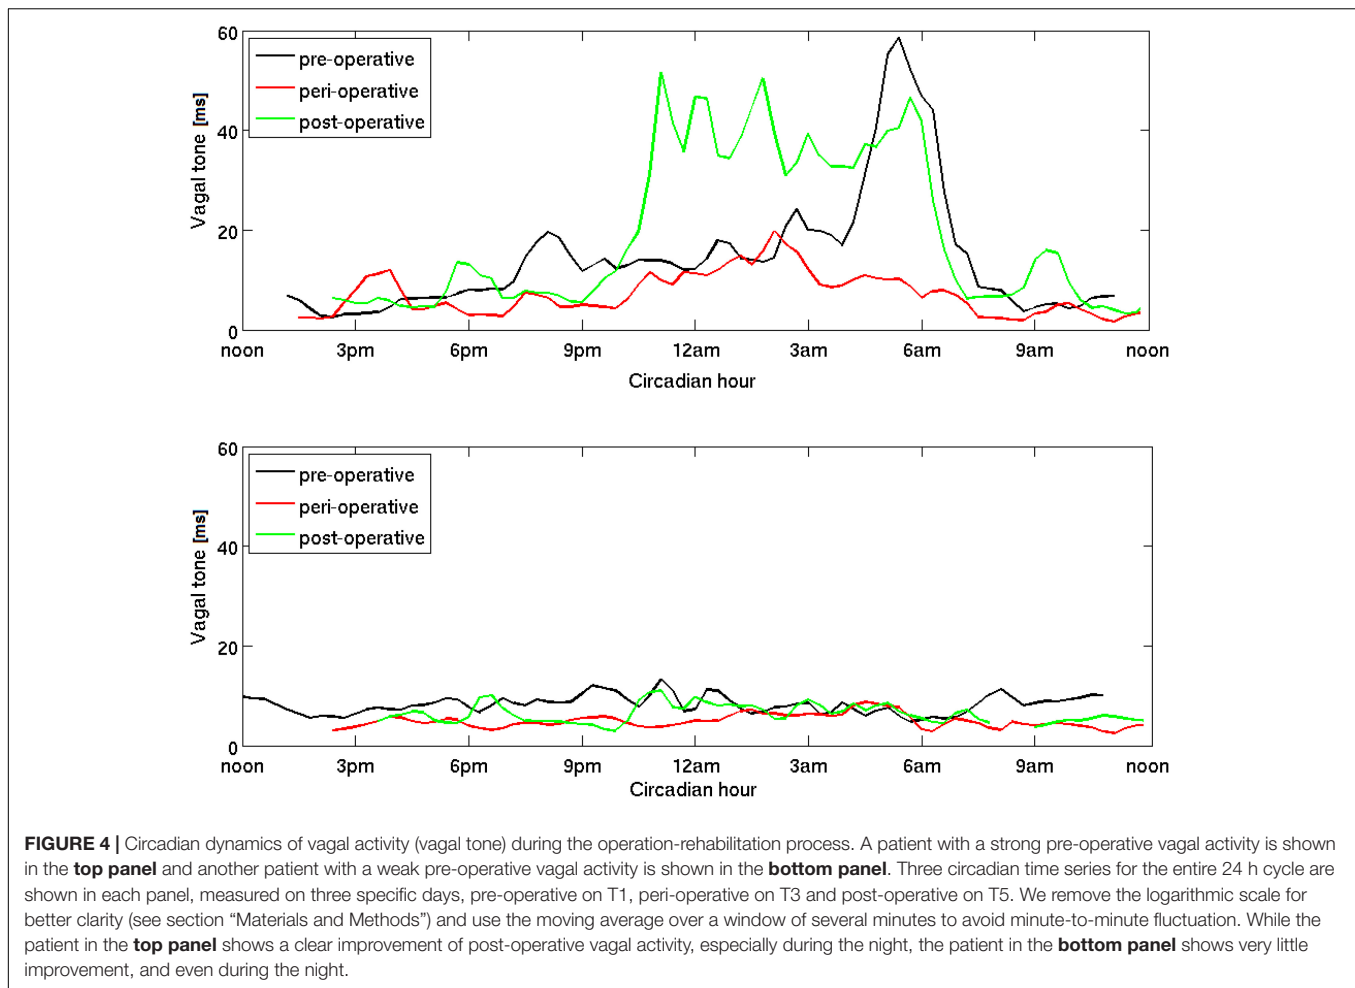 60
40
20
0
Vagal tone [ms]
pre-operative
peri-operative
post-operative
noon 3pm 6pm 9pm 12am 3am 6am 9am noon
Circadian hour
60
40
20
0
Vagal tone [ms]
pre-operative
peri-operative
post-operative
noon 3pm 6pm 9pm 12am 3am 6am 9am noon
Circadian hour
FIGURE 4 | Circadian dynamics of vagal activity (vagal tone) during the operation-rehabilitation process. A patient with a strong pre-operative vagal activity is shown
in the top panel and another patient with a weak pre-operative vagal activity is shown in the bottom panel. Three circadian time series for the entire 24 h cycle are
shown in each panel, measured on three specific days, pre-operative on T1, peri-operative on T3 and post-operative on T5. We remove the logarithmic scale for
better clarity (see section “Materials and Methods”) and use the moving average over a window of several minutes to avoid minute-to-minute fluctuation. While the
patient in the top panel shows a clear improvement of post-operative vagal activity, especially during the night, the patient in the bottom panel shows very little
improvement, and even during the night.